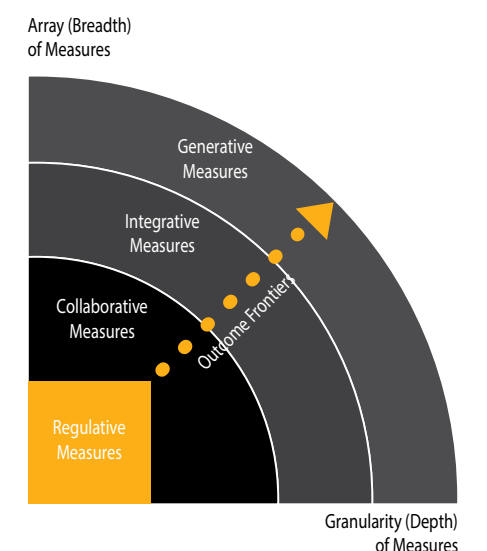 Array (Breadth)
of Measures
Generative
Measures
Integrative
Measures
Collaborative
Measures
Outcome Frontiers
Regulative
Measures
Granularity (Depth)
of Measures